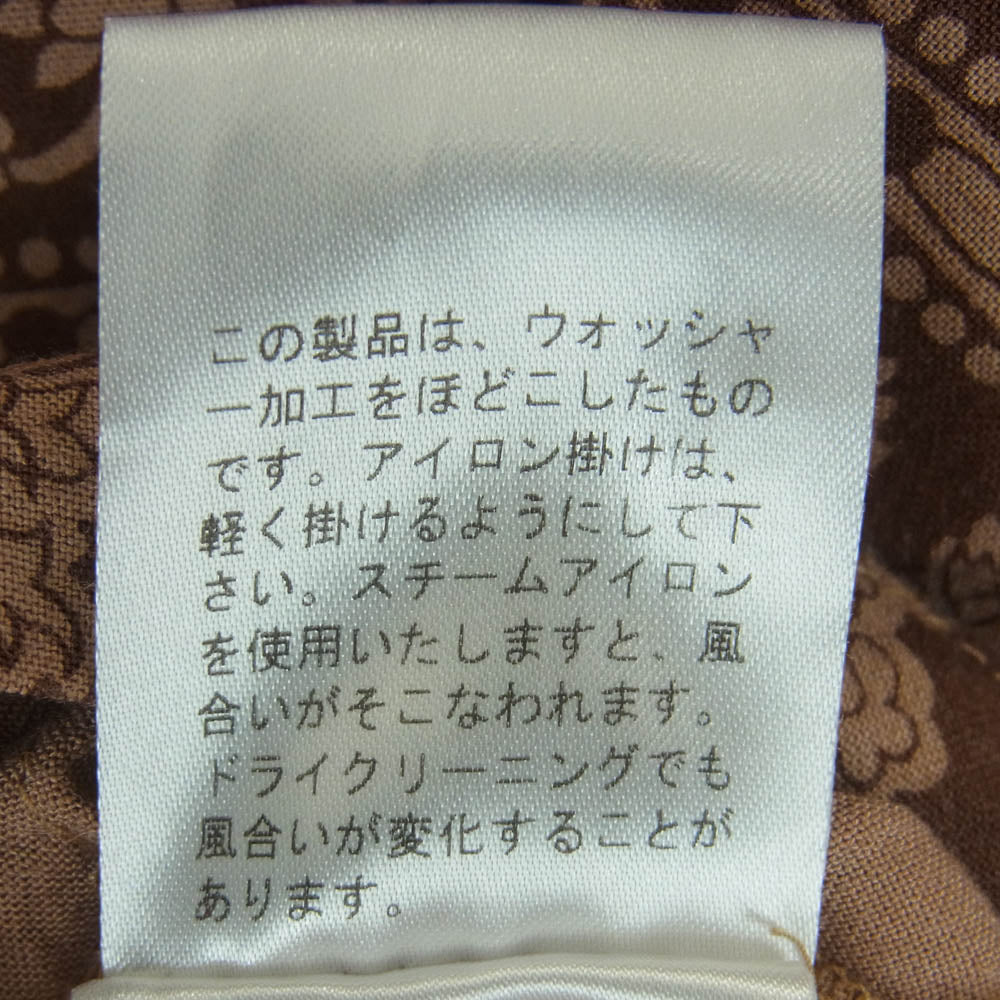 この製品は、ウォッシャ
ー加工をほどこしたもの
です。アイロン掛けは、
軽く掛けるようにして下
さい。スチームアイロン
を使用いたしますと、風
合いがそこなわれます。
ドライクリーニングでも
風合いが変化することが
あります。